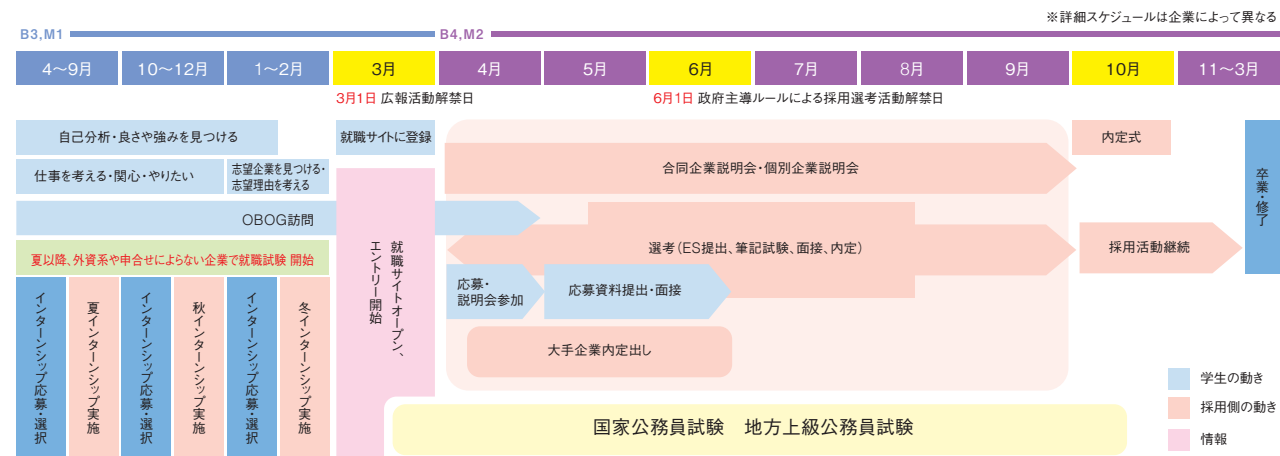 ※詳細スケジュールは企業によって異なる
B3,M1
B4,M2
4〜9月
10〜12月
1〜2月
3月
4月
5月
6月
7月
8月
9月
10月
11〜3月
3月1日 広報活動解禁日
6月1日 政府主導ルールによる採用選考活動解禁日
自己分析・良さや強みを見つける
就職サイトに登録
内定式
仕事を考える・関心・やりたい
志望企業を見つける・
志望理由を考える
合同企業説明会・個別企業説明会
卒業・修了
OBOG訪問
就職サイトオープン、
エントリー開始
選考(ES提出、筆記試験、面接、内定)
採用活動継続
夏以降、外資系や申合せによらない企業で就職試験 開始
応募・
説明会参加
応募資料提出・面接
インターンシップ応募・選択
夏インターンシップ実施
インターンシップ応募・選択
秋インターンシップ実施
インターンシップ応募・選択
冬インターンシップ実施
大手企業内定出し
学生の動き
採用側の動き
情報
国家公務員試験 地方上級公務員試験